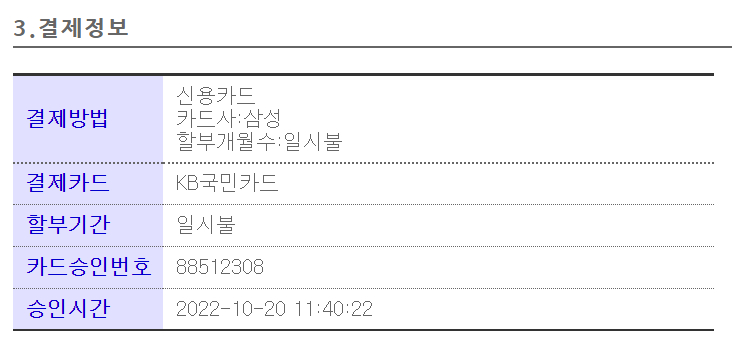 3.결제정보
결제방법
신용카드
카드사:삼성
할부개월수:일시불
결제카드 KB국민카드
할부기간 일시불
카드승인번호 88512308
승인시간 2022-10-20 11:40:22